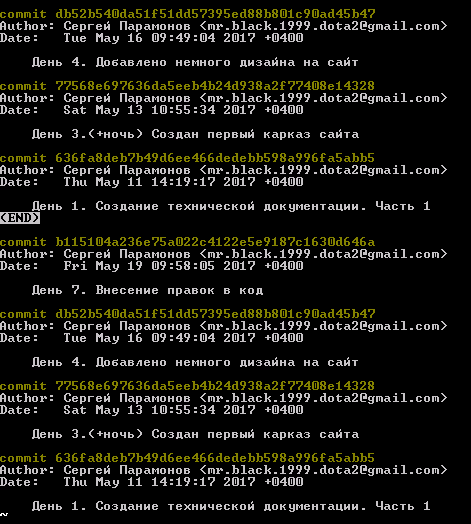 commit db52b540da51f51dd57395ed88b801c90ad45b47
Author: Сергей Парамонов <mr.black.1999.dota2@gmail.com>
Date:   Tue May 16 09:49:04 2017 +0400
День 4. Добавлено немного дизайна на сайт
commit 77568e697636da5eeb4b24d938a2f77408e14328
Author: Сергей Парамонов <mr.black.1999.dota2@gmail.com>
Date:   Sat May 13 10:55:34 2017 +0400
День 3.(+ночь) Создан первый карказ сайта
commit 636fa8deb7b49d6ee466dedebb598a996fa5abb5
Author: Сергей Парамонов <mr.black.1999.dota2@gmail.com>
Date:   Thu May 11 14:19:17 2017 +0400
День 1. Создание технической документации. Часть 1
(END)
commit b115104a236e75a022c4122e5e9187c1630d646a
Author: Сергей Парамонов <mr.black.1999.dota2@gmail.com>
Date:   Fri May 19 09:58:05 2017 +0400
День 7. Внесение правок в код
commit db52b540da51f51dd57395ed88b801c90ad45b47
Author: Сергей Парамонов <mr.black.1999.dota2@gmail.com>
Date:   Tue May 16 09:49:04 2017 +0400
День 4. Добавлено немного дизайна на сайт
commit 77568e697636da5eeb4b24d938a2f77408e14328
Author: Сергей Парамонов <mr.black.1999.dota2@gmail.com>
Date:   Sat May 13 10:55:34 2017 +0400
День 3.(+ночь) Создан первый карказ сайта
commit 636fa8deb7b49d6ee466dedebb598a996fa5abb5
Author: Сергей Парамонов <mr.black.1999.dota2@gmail.com>
Date:   Thu May 11 14:19:17 2017 +0400
День 1. Создание технической документации. Часть 1
~